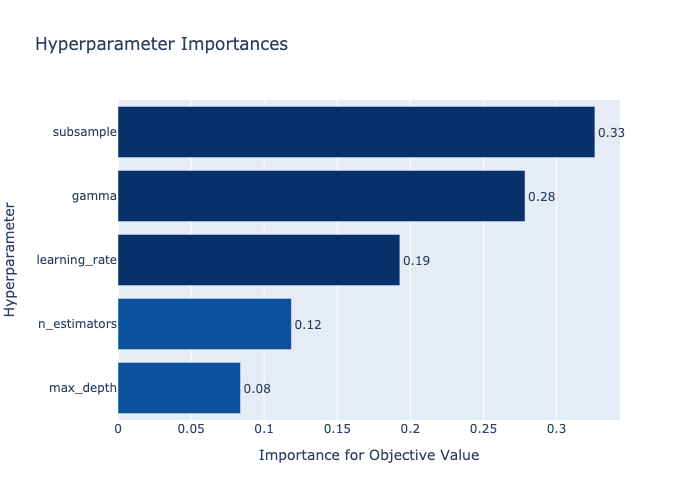 Hyperparameter Importances
Hyperparameter
subsample 0.33
gamma 0.28
learning_rate 0.19
n_estimators 0.12
max_depth 0.08
0 0.05 0.1 0.15 0.2 0.25 0.3
Importance for Objective Value